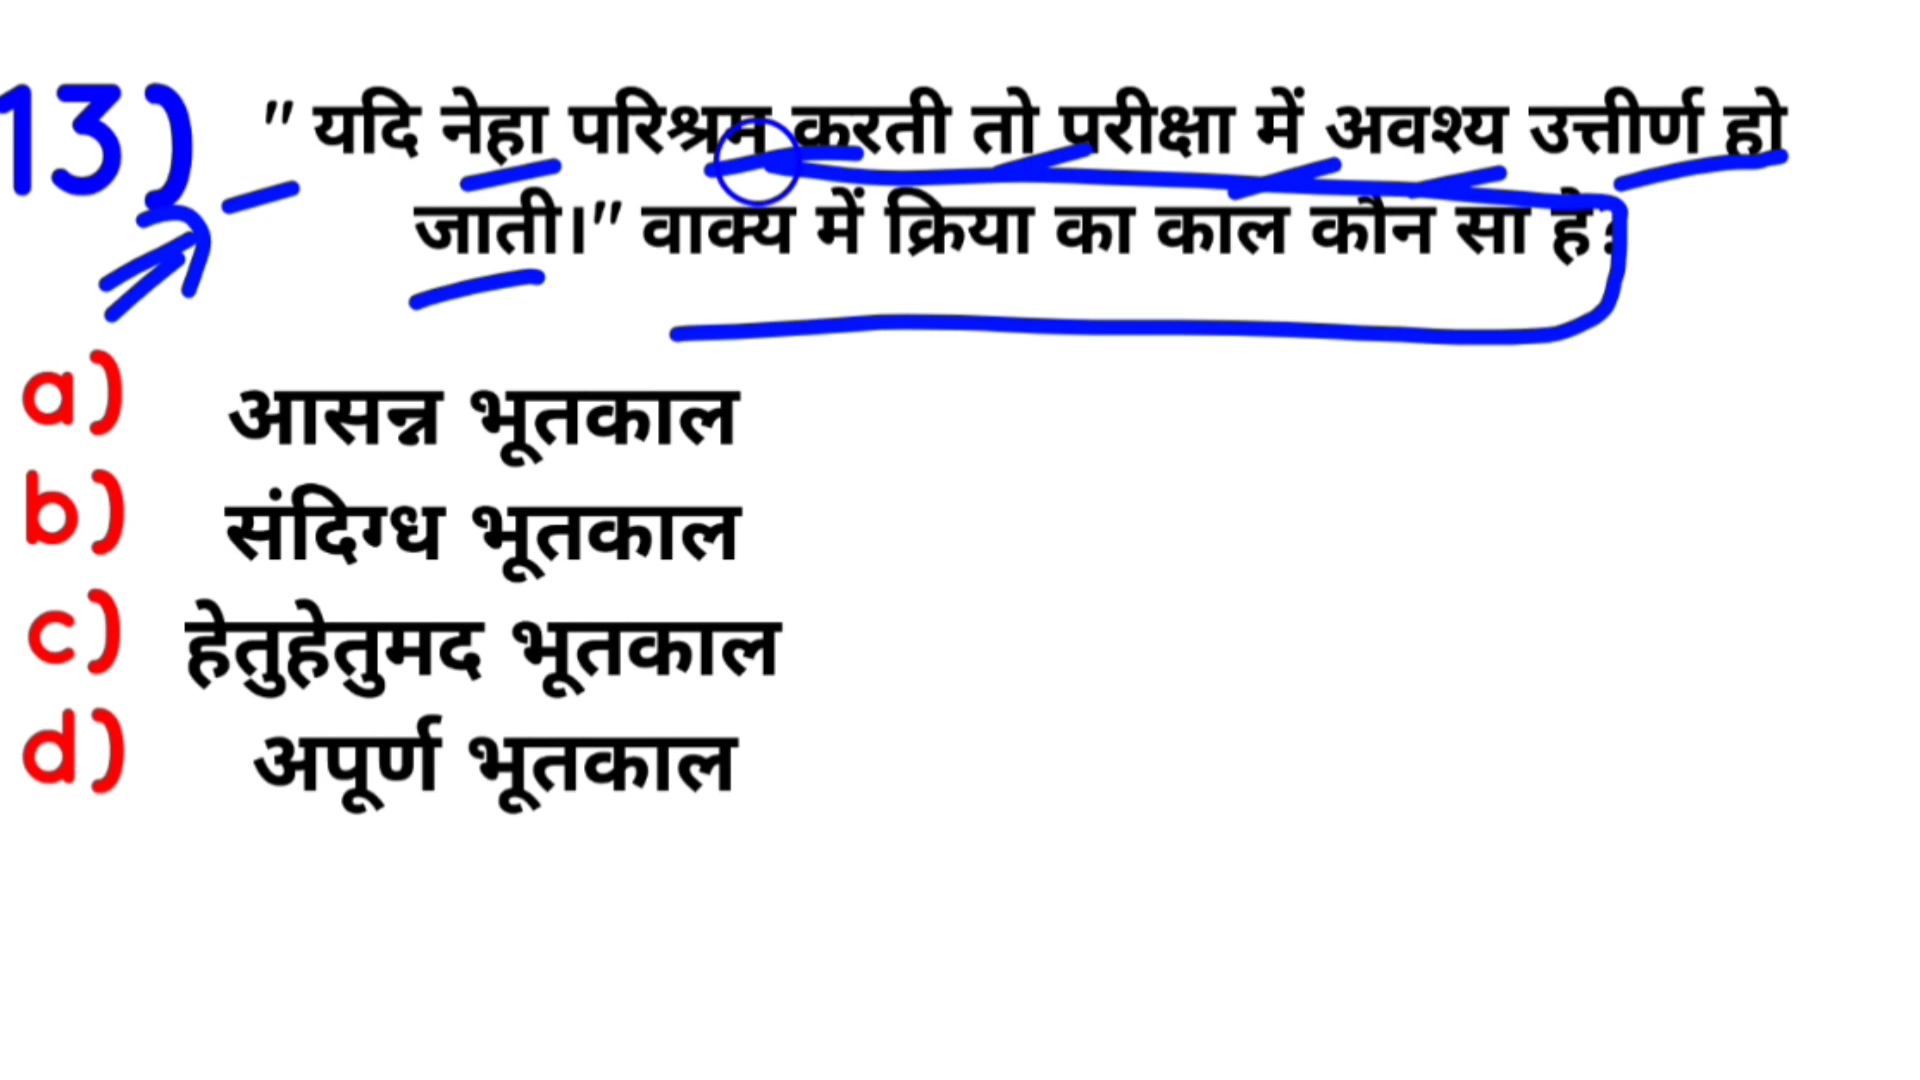 13) " यदि नेहा परिश्रम करती तो परीक्षा में अवश्य उत्तीर्ण हो
जाती।" वाक्य में क्रिया का काल कौन सा है?
a) आसन्न भूतकाल
b) संदिग्ध भूतकाल
c) हेतुहेतुमद भूतकाल
d) अपूर्ण भूतकाल